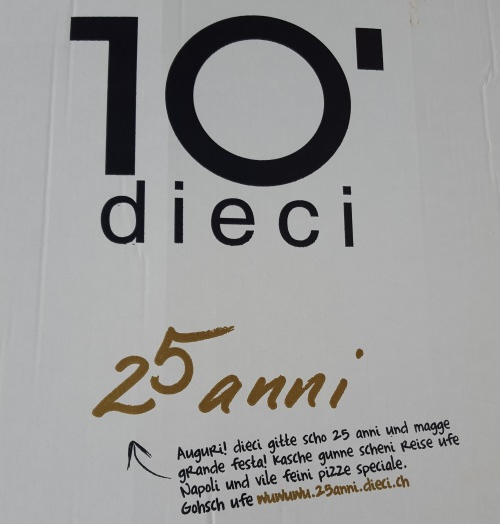 10'
dieci
25 anni
Auguri! dieci gitte scho 25 anni und magge
grande festa! Kasche gunne scheni Reise ufe
Napoli und vile feini pizze speciale.
Gohsch ufe wuwuwu.25anni.dieci.ch